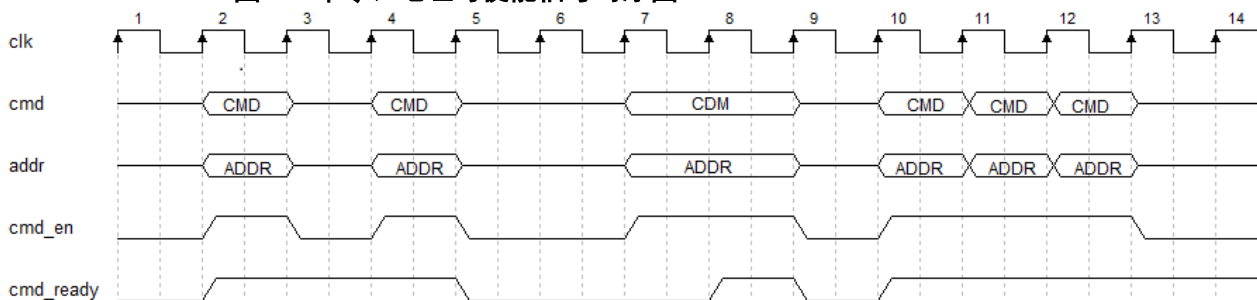 1 2 3 4 5 6 7 8 9 10 11 12 13 14
clk
cmd CMD CMD CDM CMD CMD CMD
addr ADDR ADDR ADDR ADDR ADDR ADDR
cmd_en
cmd_ready